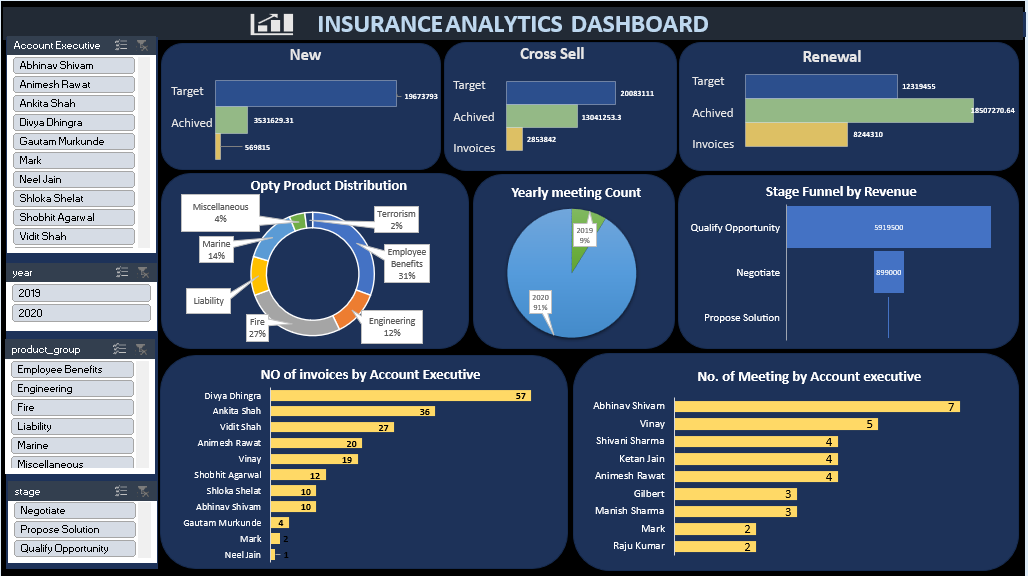 INSURANCE ANALYTICS DASHBOARD
Account Executive
Abhinav Shivam
Animesh Rawat
Ankita Shah
Divya Dhingra
Gautam Murkunde
Mark
Neel Jain
Shloka Shelat
Shobhit Agarwal
Vidit Shah
year
2019
2020
product_group
Employee Benefits
Engineering
Fire
Liability
Marine
Miscellaneous
stage
Negotiate
Propose Solution
Qualify Opportunity
New
Target
19673793
Achived
3531629.31
569815
Cross Sell
Target
20083111
Achived
13041253.3
Invoices
2853842
Renewal
Target
12319455
Achived
18507270.64
Invoices
8244310
Opty Product Distribution
Miscellaneous
4%
Terrorism
2%
Marine
14%
Employee
Benefits
31%
Liability
Fire
27%
Engineering
12%
Yearly meeting Count
2019
9%
2020
91%
Stage Funnel by Revenue
Qualify Opportunity
5919500
Negotiate
899000
Propose Solution
NO of invoices by Account Executive
Divya Dhingra 57
Ankita Shah 36
Vidit Shah 27
Animesh Rawat 20
Vinay 19
Shobhit Agarwal 12
Shloka Shelat 10
Abhinav Shivam 10
Gautam Murkunde 4
Mark 2
Neel Jain 1
No. of Meeting by Account executive
Abhinav Shivam 7
Vinay 5
Shivani Sharma 4
Ketan Jain 4
Animesh Rawat 4
Gilbert 3
Manish Sharma 3
Mark 2
Raju Kumar 2